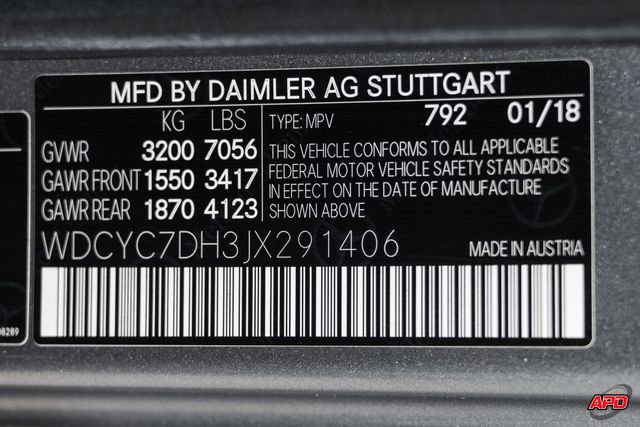 MFD BY DAIMLER AG STUTTGART
KG LBS
GVWR 3200 7056
GAWR FRONT 1550 3417
GAWR REAR 1870 4123
TYPE: MPV 792 01/18
THIS VEHICLE CONFORMS TO ALL APPLICABLE
FEDERAL MOTOR VEHICLE SAFETY STANDARDS
IN EFFECT ON THE DATE OF MANUFACTURE
SHOWN ABOVE
WDCYC7DH3JX291406
MADE IN AUSTRIA
APD